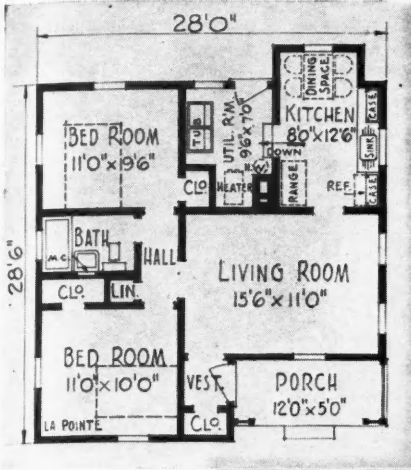 28'0"
DINING
SPACE
KITCHEN
8'0"x12'6"
CASE
SINK
CASE
REF.
RANGE
DOWN
UTIL. R'M.
9'6"x7'0"
TUB
HEATER
BED ROOM
11'0"x9'6"
CLO.
BATH
M.C.
HALL
CLO.
LIN.
28'6"
LIVING ROOM
15'6"x11'0"
BED ROOM
11'0"x10'0"
VEST.
CLO.
PORCH
12'0"x5'0"
LA POINTE